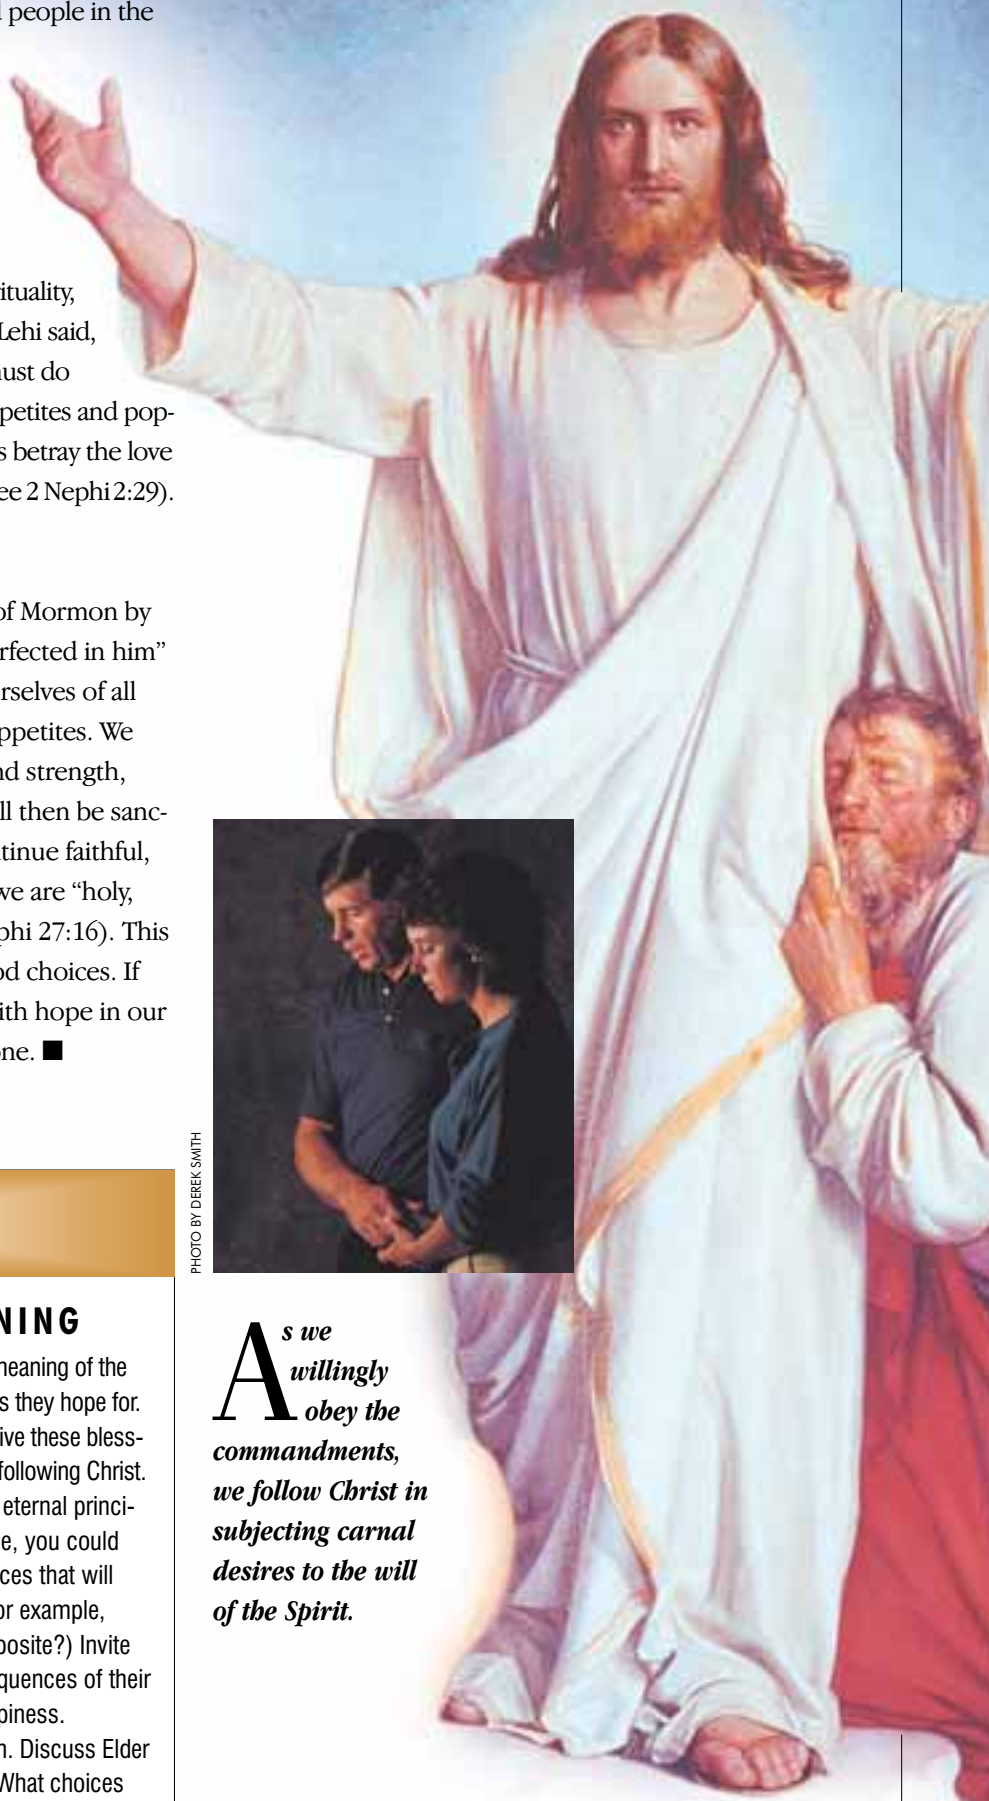 people in the
ituality,
Lehi said,
ust do
petites and pop-
s betray the love
ee 2 Nephi 2:29).
of Mormon by
rfected in him”
rselves of all
ppetites. We
nd strength,
ll then be sanc-
tinue faithful,
we are “holy,
phi 27:16). This
od choices. If
ith hope in our
ne. ■
PHOTO BY DEREK SMITH
As we
willingly
obey the
commandments,
we follow Christ in
subjecting carnal
desires to the will
of the Spirit.
NING
meaning of the
s they hope for.
ive these bless-
following Christ.
eternal princi-
e, you could
ces that will
or example,
posite?) Invite
quences of their
piness.
n. Discuss Elder
What choices